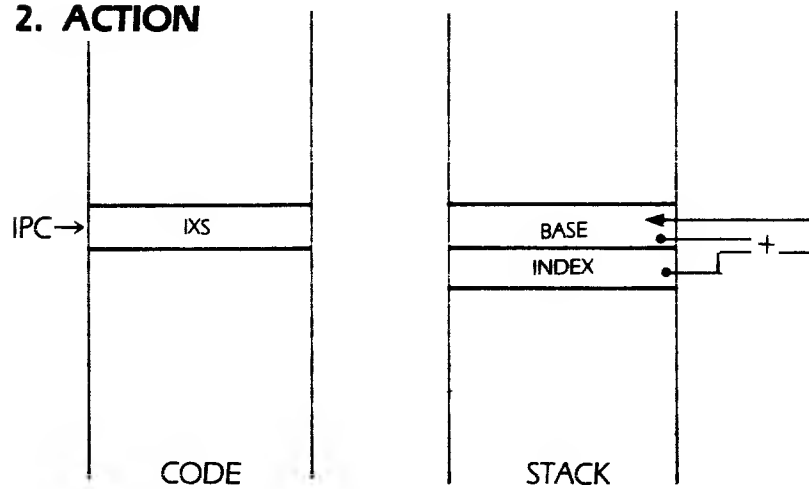 2. ACTION
IPC→ IXS
BASE
+
INDEX
CODE STACK